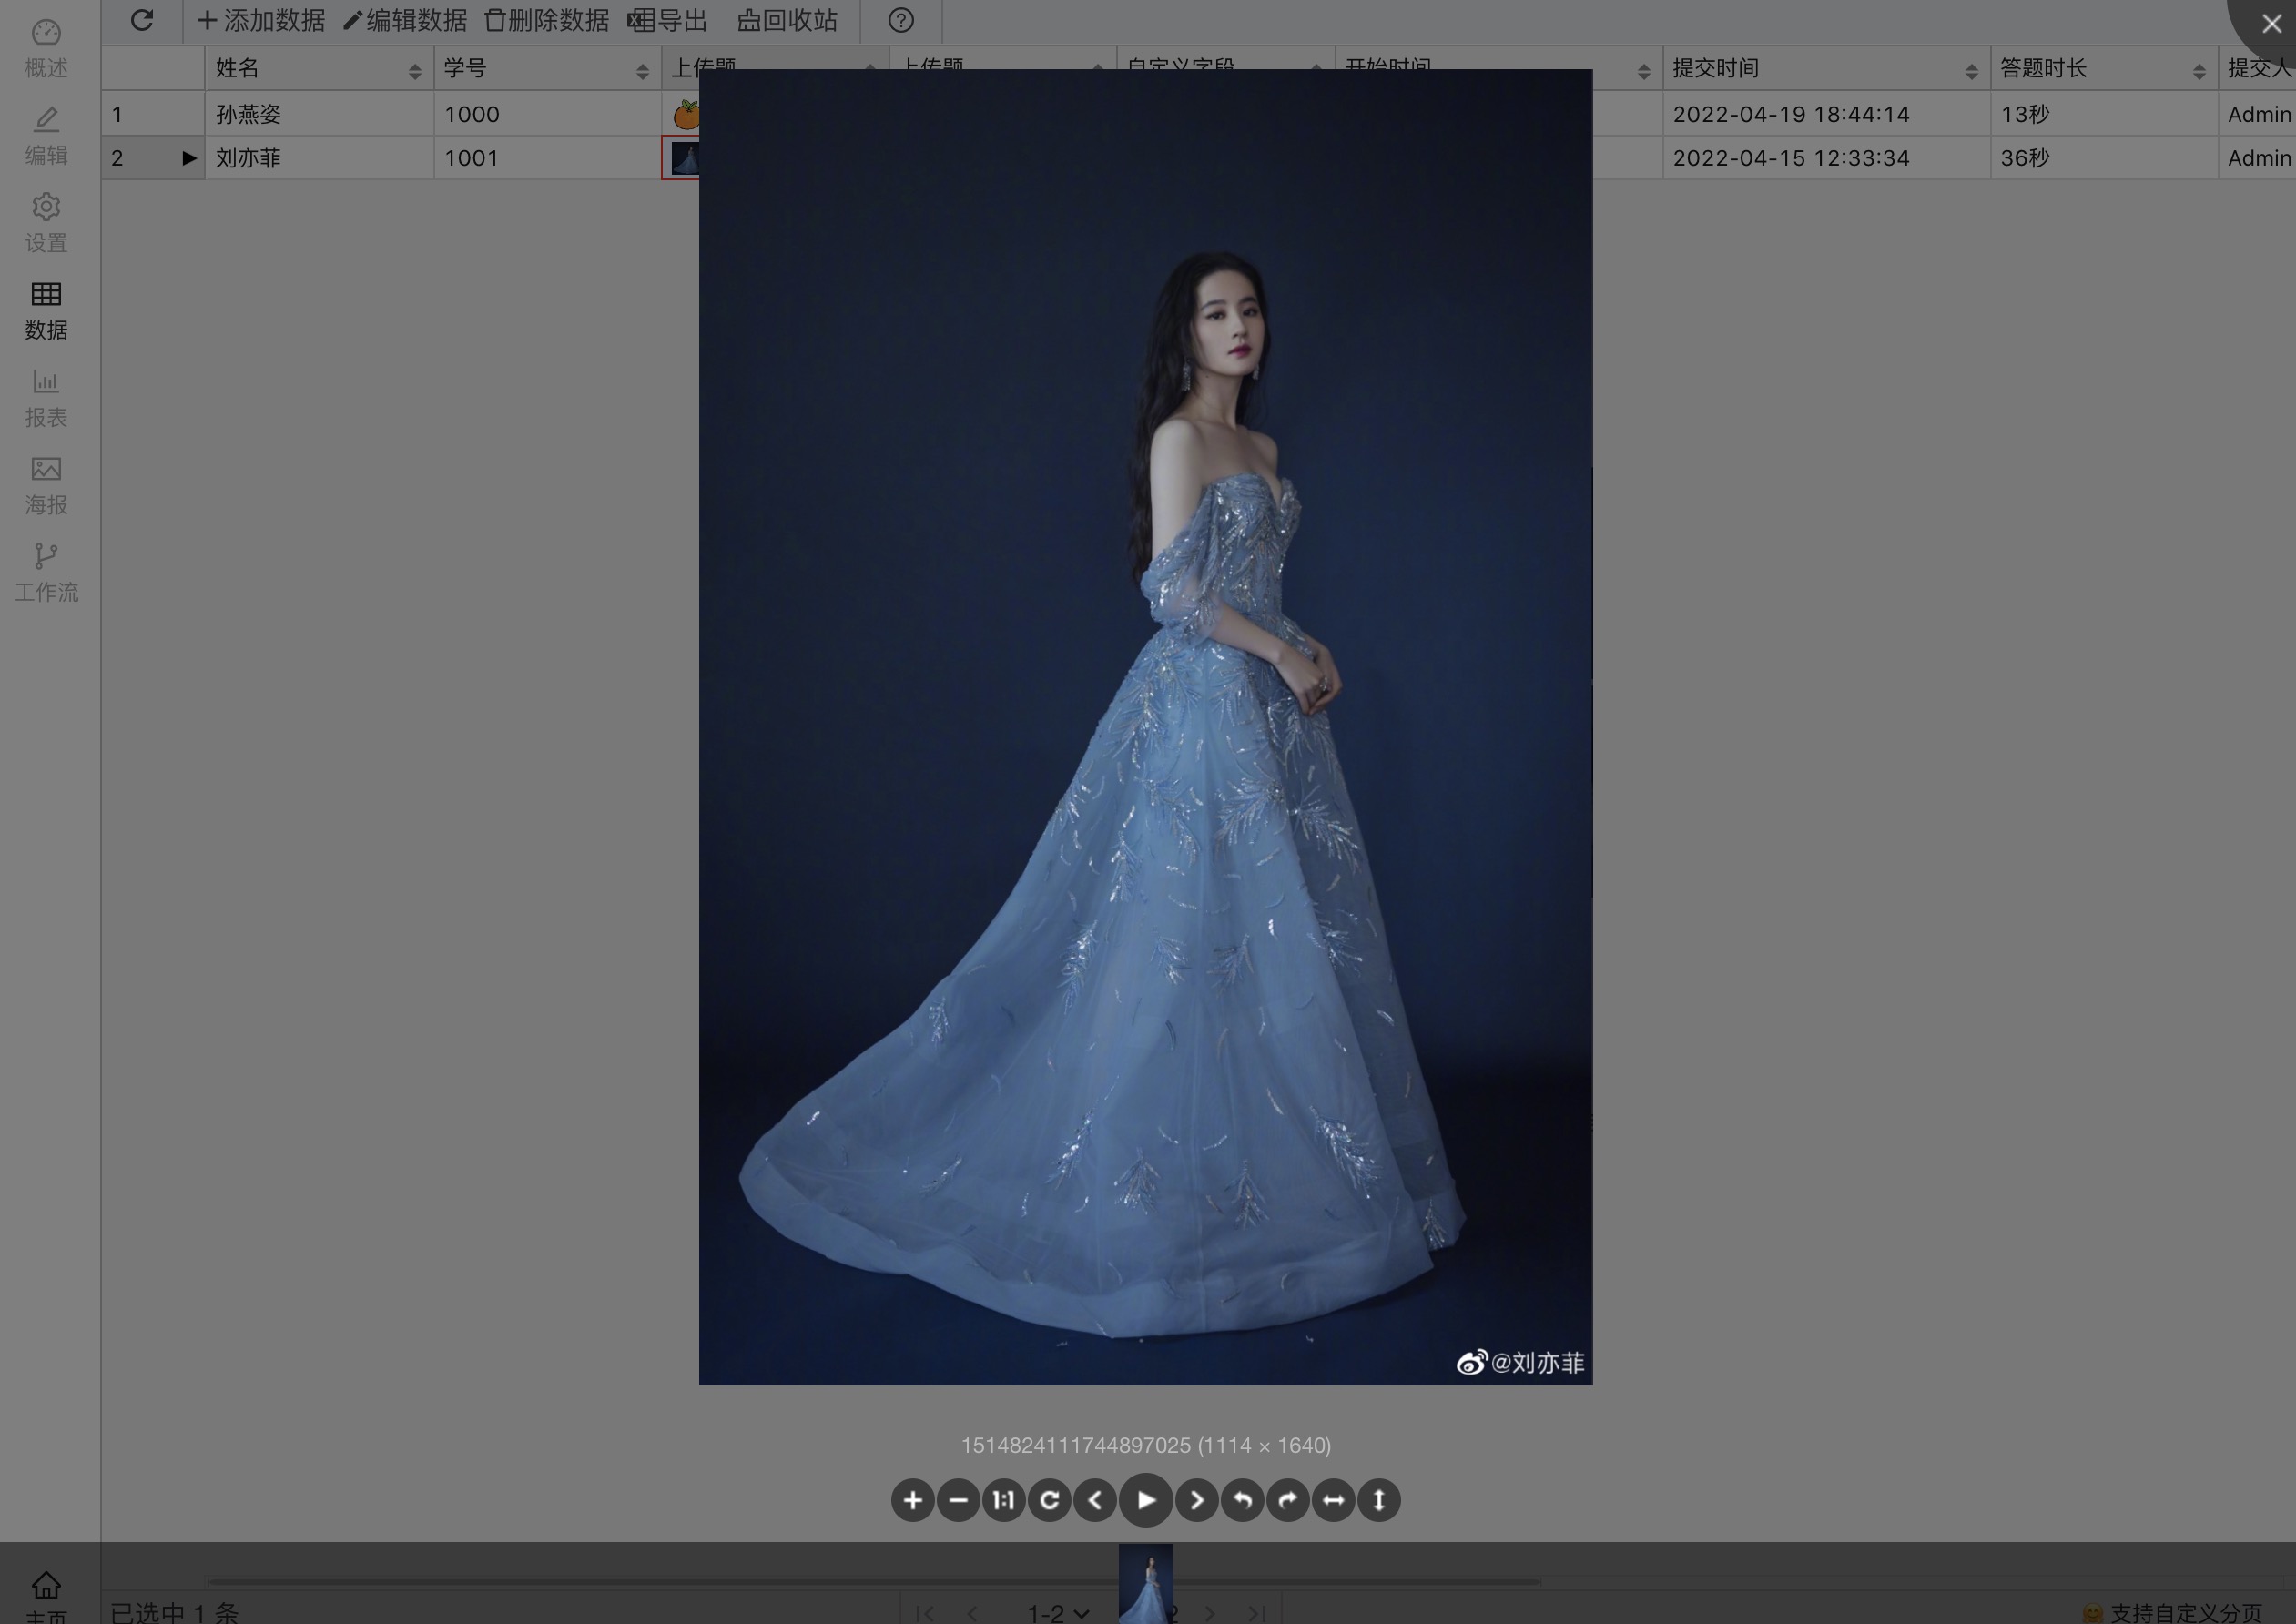 添加数据 编辑数据 删除数据 导出 回收站
概述
编辑
设置
数据
报表
海报
工作流
主页
姓名 学号 上传题 上传题 自定义字段 开始时间 提交时间 答题时长 提交人
1 孙燕姿 1000 2022-04-19 18:44:14 13秒 Admin
2 刘亦菲 1001 2022-04-15 12:33:34 36秒 Admin
@刘亦菲
1514824111744897025 (1114 × 1640)
1:1
已选中 1 条 1-2 2 支持自定义分页